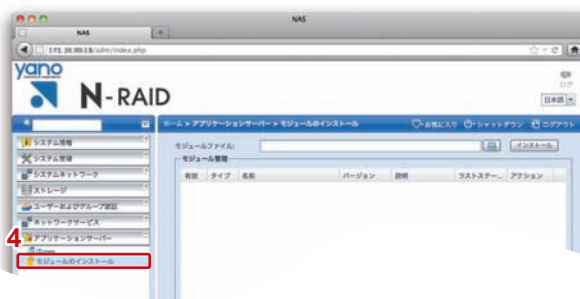 NAS
NAS
/adm/index.php
yano
N-RAID
ログ
日本語
ホーム > アプリケーションサーバー > モジュールのインストール
お気に入り シャットダウン ログアウト
モジュールファイル:
インストール
モジュール管理
有効 タイプ 名前 バージョン 説明 ラストステー... アクション
システム情報
システム管理
システムネットワーク
ストレージ
ユーザーおよびグループ認証
ネットワークサービス
4
アプリケーションサーバー
iTunes
モジュールのインストール